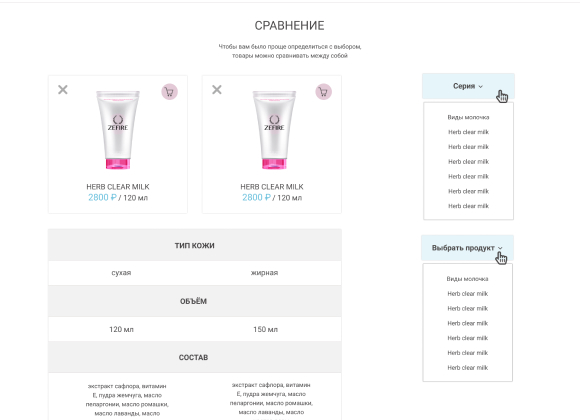 СРАВНЕНИЕ
Чтобы вам было проще определиться с выбором,
товары можно сравнивать между собой
ZEFIRE
HERB CLEAR MILK
2800 ₽ / 120 мл
ZEFIRE
HERB CLEAR MILK
2800 ₽ / 120 мл
Серия
Виды молочка
Herb clear milk
Herb clear milk
Herb clear milk
Herb clear milk
Herb clear milk
Herb clear milk
Выбрать продукт
Виды молочка
Herb clear milk
Herb clear milk
Herb clear milk
Herb clear milk
Herb clear milk
Herb clear milk
ТИП КОЖИ
сухая
жирная
ОБЪЁМ
120 мл
150 мл
СОСТАВ
экстракт сафлора, витамин
Е, пудра жемчуга, масло
пеларгонии, масло ромашки,
масло лаванды, масло
экстракт сафлора, витамин
Е, пудра жемчуга, масло
пеларгонии, масло ромашки,
масло лаванды, масло